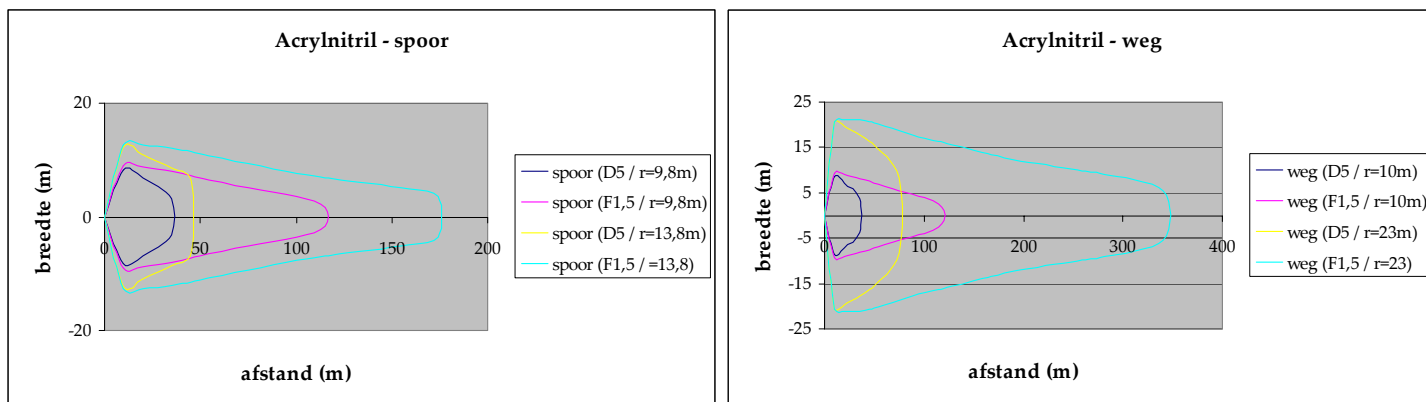 Acrylnitril - spoor
20
0
-20
0
50
100
150
200
breedte (m)
afstand (m)
spoor (D5 / r=9,8m)
spoor (F1,5 / r=9,8m)
spoor (D5 / r=13,8m)
spoor (F1,5 / =13,8)
Acrylnitril - weg
25
15
5
-5
-15
-25
0
100
200
300
400
breedte (m)
afstand (m)
weg (D5 / r=10m)
weg (F1,5 / r=10m)
weg (D5 / r=23m)
weg (F1,5 / r=23)